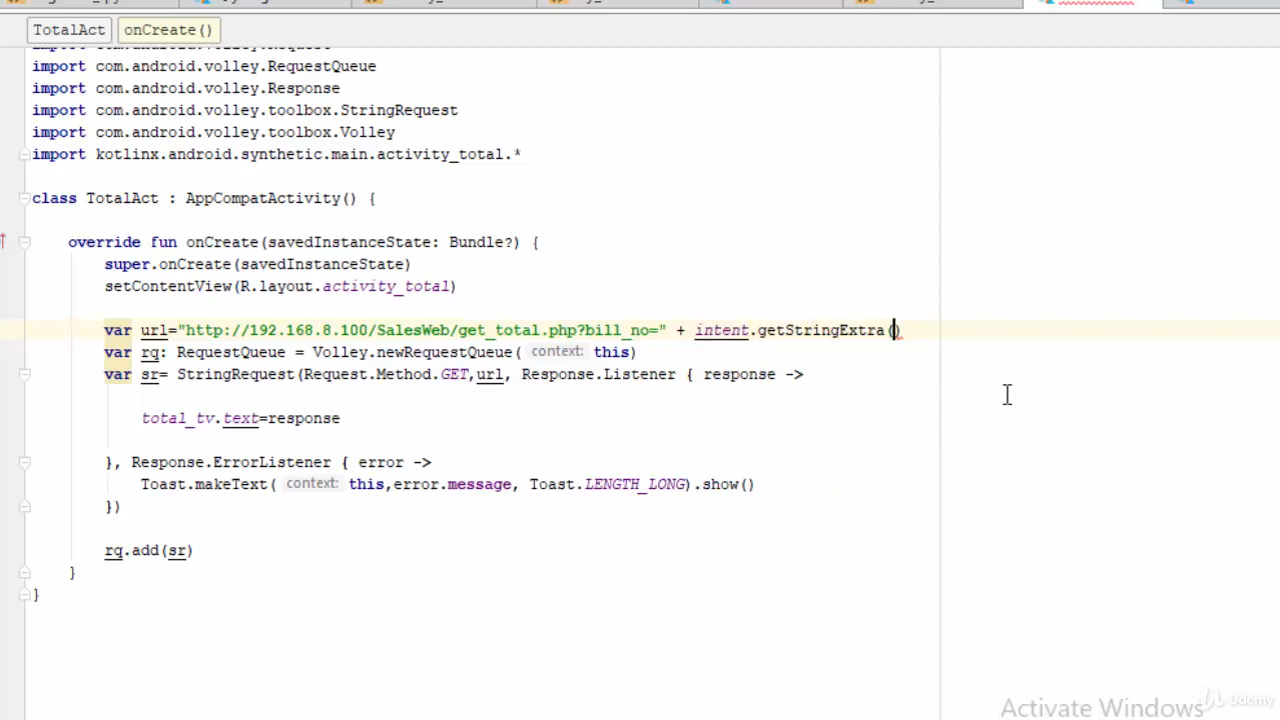 TotalAct onCreate()
import com.android.volley.RequestQueue
import com.android.volley.Response
import com.android.volley.toolbox.StringRequest
import com.android.volley.toolbox.Volley
import kotlinx.android.synthetic.main.activity_total.*
class TotalAct : AppCompatActivity() {
override fun onCreate(savedInstanceState: Bundle?) {
super.onCreate(savedInstanceState)
setContentView(R.layout.activity_total)
var url="http://192.168.8.100/SalesWeb/get_total.php?bill_no=" + intent.getStringExtra()
var rq: RequestQueue = Volley.newRequestQueue( context: this)
var sr= StringRequest(Request.Method.GET,url, Response.Listener { response ->
total_tv.text=response
}, Response.ErrorListener { error ->
Toast.makeText( context: this,error.message, Toast.LENGTH_LONG).show()
})
rq.add(sr)
}
}
Activate Windows
Udemy